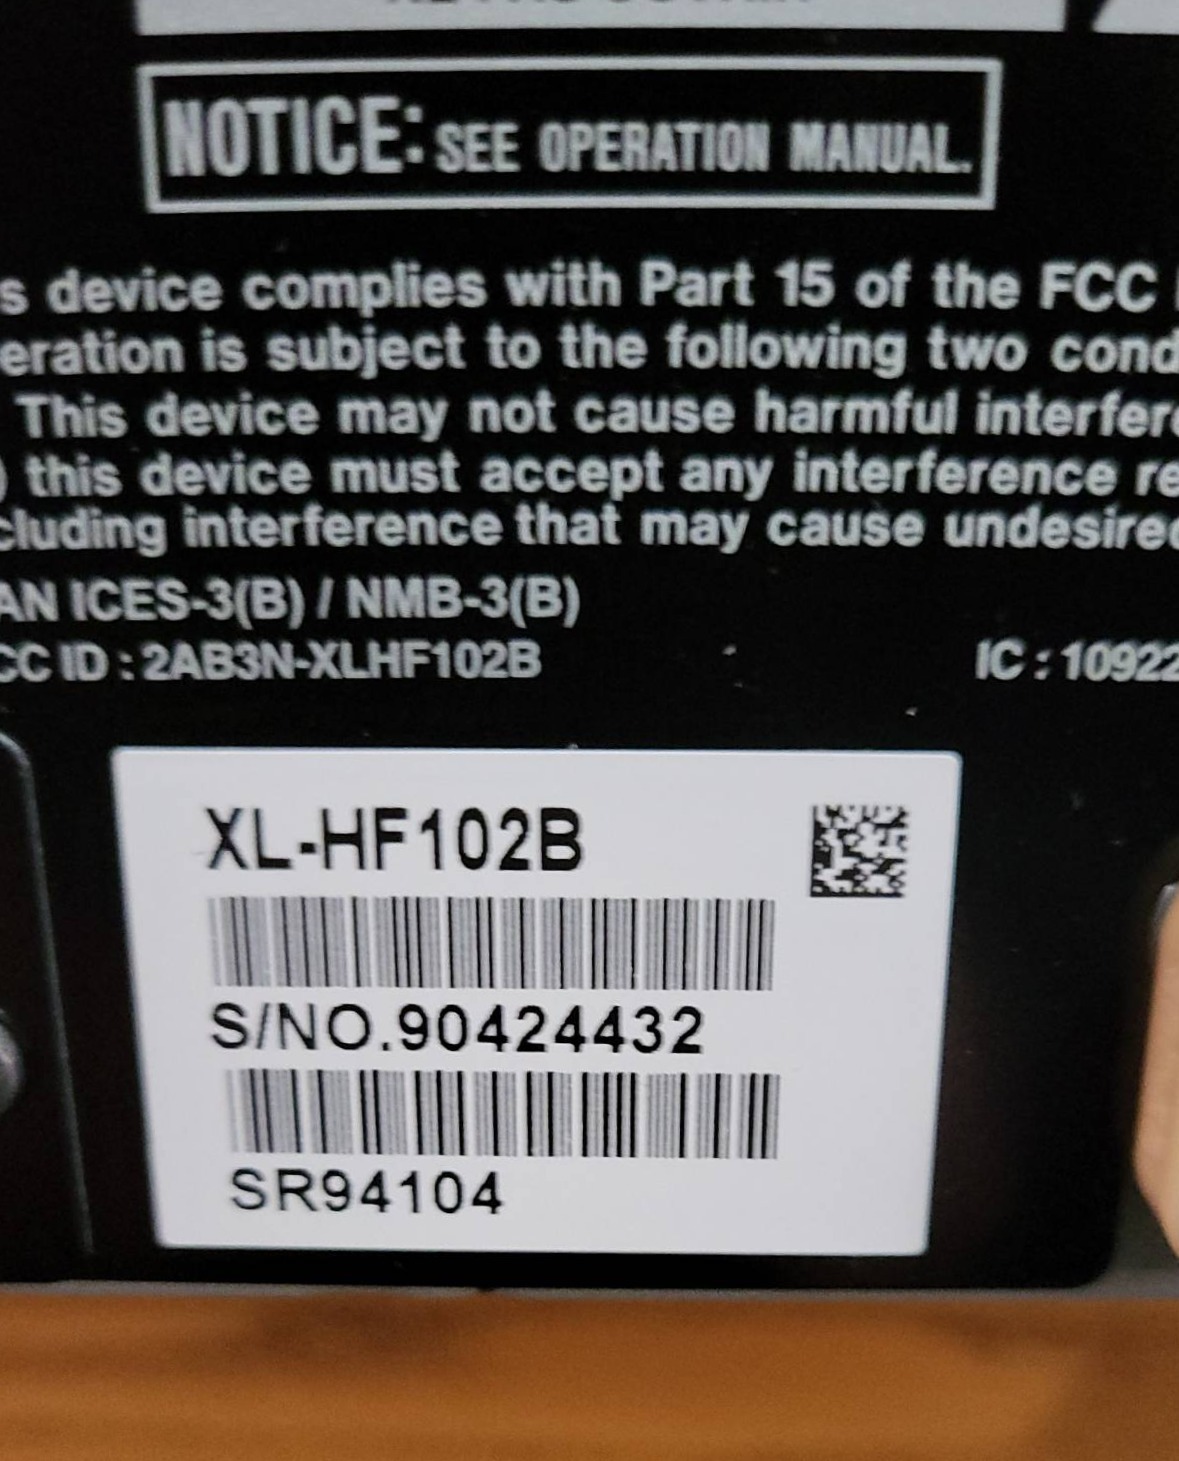 NOTICE: SEE OPERATION MANUAL.
s device complies with Part 15 of the FCC
eration is subject to the following two cond
This device may not cause harmful interfere
) this device must accept any interference re
cluding interference that may cause undesired
AN ICES-3(B) / NMB-3(B)
CC ID : 2AB3N-XLHF102B IC : 10922
XL-HF102B
S/NO.90424432
SR94104